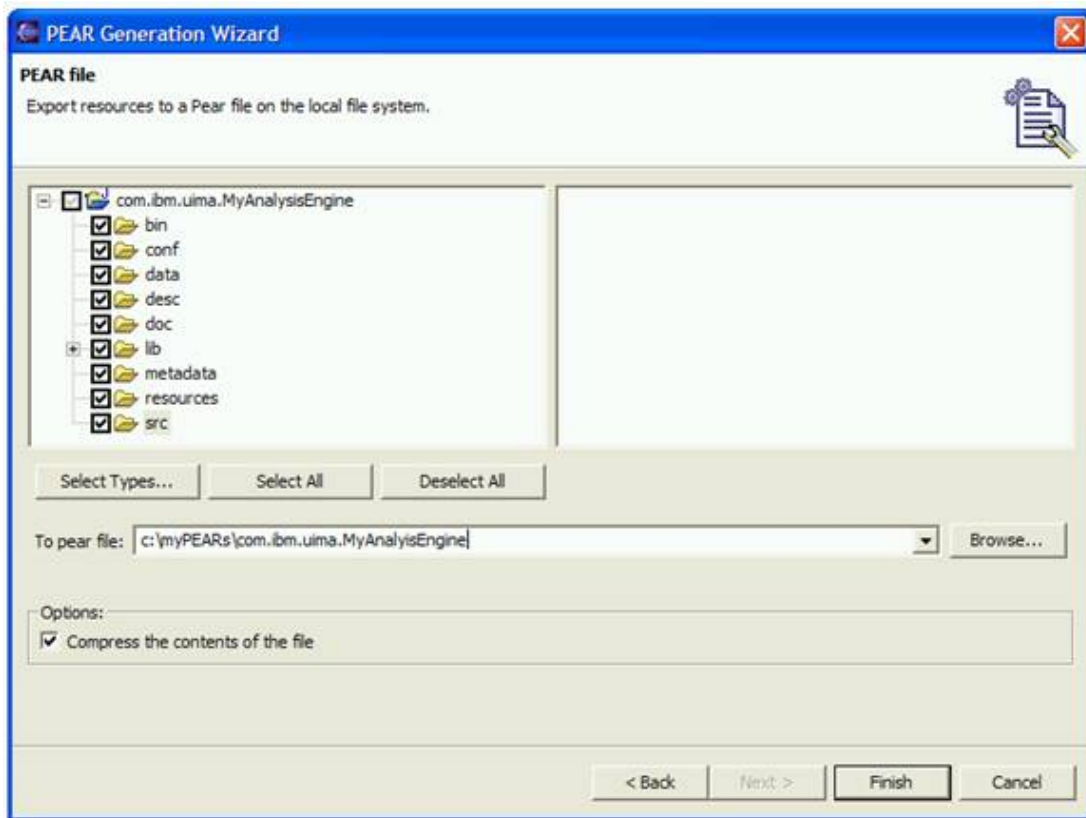 PEAR Generation Wizard
PEAR file
Export resources to a Pear file on the local file system.
com.ibm.uima.MyAnalysisEngine
bin
conf
data
desc
doc
lib
metadata
resources
src
Select Types...
Select All
Deselect All
To pear file: c:\myPEARs\com.ibm.uima.MyAnalyisEngine
Browse...
Options:
Compress the contents of the file
< Back
Next >
Finish
Cancel